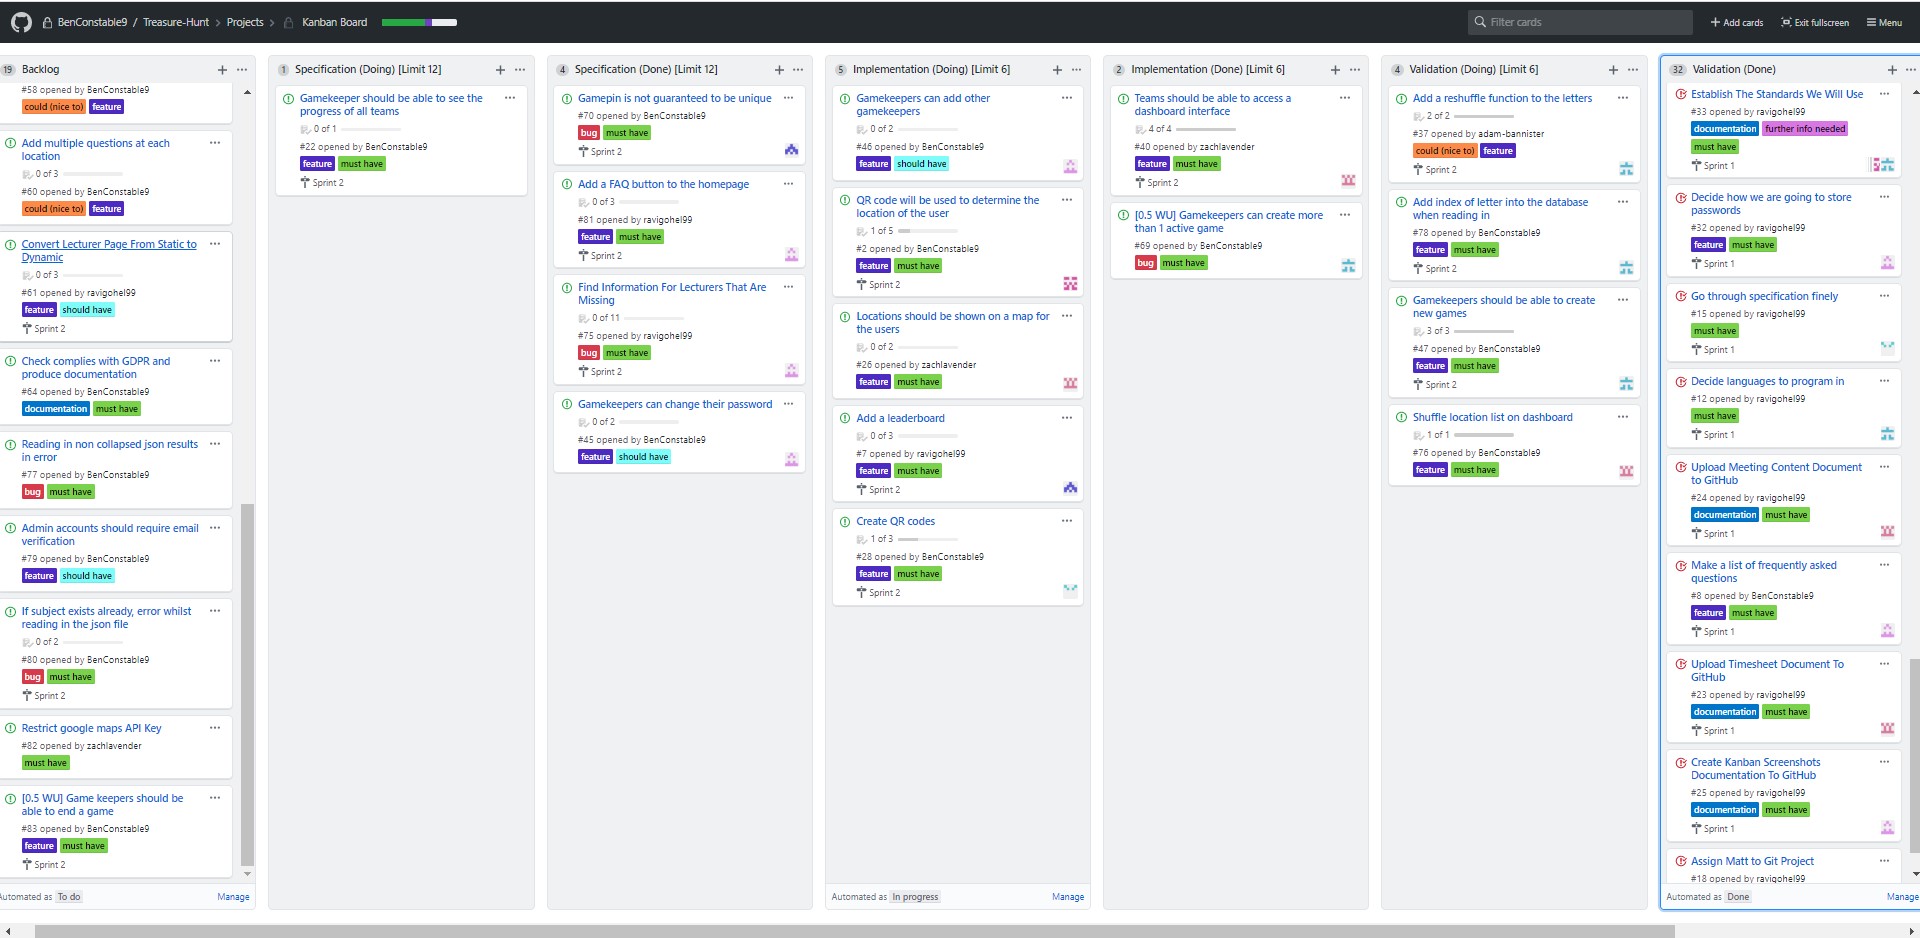 BenConstable9 / Treasure-Hunt > Projects > Kanban Board
Filter cards
Add cards
Exit fullscreen
Menu
19 Backlog
#58 opened by BenConstable9
could (nice to) feature
Add multiple questions at each
location
0 of 3
#60 opened by BenConstable9
could (nice to) feature
Convert Lecturer Page From Static to
Dynamic
0 of 3
#61 opened by ravigohel99
feature should have
Sprint 2
Check complies with GDPR and
produce documentation
#64 opened by BenConstable9
documentation must have
Reading in non collapsed json results
in error
#77 opened by BenConstable9
bug must have
Admin accounts should require email
verification
#79 opened by BenConstable9
feature should have
If subject exists already, error whilst
reading in the json file
0 of 2
#80 opened by BenConstable9
bug must have
Sprint 2
Restrict google maps API Key
#82 opened by zachlavender
must have
[0.5 WU] Game keepers should be
able to end a game
#83 opened by BenConstable9
feature must have
Sprint 2
Automated as To do
Manage
1 Specification (Doing) [Limit 12]
Gamekeeper should be able to see the
progress of all teams
0 of 1
#22 opened by BenConstable9
feature must have
Sprint 2
4 Specification (Done) [Limit 12]
Gamepin is not guaranteed to be unique
#70 opened by BenConstable9
bug must have
Sprint 2
Add a FAQ button to the homepage
0 of 3
#81 opened by ravigohel99
feature must have
Sprint 2
Find Information For Lecturers That Are
Missing
0 of 11
#75 opened by ravigohel99
bug must have
Sprint 2
Gamekeepers can change their password
0 of 2
#45 opened by BenConstable9
feature should have
5 Implementation (Doing) [Limit 6]
Gamekeepers can add other
gamekeepers
0 of 2
#46 opened by BenConstable9
feature should have
QR code will be used to determine the
location of the user
1 of 5
#2 opened by BenConstable9
feature must have
Sprint 2
Locations should be shown on a map for
the users
0 of 2
#26 opened by zachlavender
feature must have
Add a leaderboard
0 of 3
#7 opened by ravigohel99
feature must have
Sprint 2
Create QR codes
1 of 3
#28 opened by BenConstable9
feature must have
Sprint 2
Automated as In progress
Manage
2 Implementation (Done) [Limit 6]
Teams should be able to access a
dashboard interface
4 of 4
#40 opened by zachlavender
feature must have
Sprint 2
[0.5 WU] Gamekeepers can create more
than 1 active game
#69 opened by BenConstable9
bug must have
4 Validation (Doing) [Limit 6]
Add a reshuffle function to the letters
2 of 2
#37 opened by adam-bannister
could (nice to) feature
Sprint 2
Add index of letter into the database
when reading in
#78 opened by BenConstable9
feature must have
Sprint 2
Gamekeepers should be able to create
new games
3 of 3
#47 opened by BenConstable9
feature must have
Sprint 2
Shuffle location list on dashboard
1 of 1
#76 opened by BenConstable9
feature must have
32 Validation (Done)
Establish The Standards We Will Use
#33 opened by ravigohel99
documentation further info needed
must have
Sprint 1
Decide how we are going to store
passwords
#32 opened by ravigohel99
feature must have
Sprint 1
Go through specification finely
#15 opened by ravigohel99
must have
Sprint 1
Decide languages to program in
#12 opened by ravigohel99
must have
Sprint 1
Upload Meeting Content Document
to GitHub
#24 opened by ravigohel99
documentation must have
Sprint 1
Make a list of frequently asked
questions
#8 opened by BenConstable9
feature must have
Sprint 1
Upload Timesheet Document To
GitHub
#23 opened by ravigohel99
documentation must have
Sprint 1
Create Kanban Screenshots
Documentation To GitHub
#25 opened by ravigohel99
documentation must have
Sprint 1
Assign Matt to Git Project
#18 opened by ravigohel99
Automated as Done
Manage